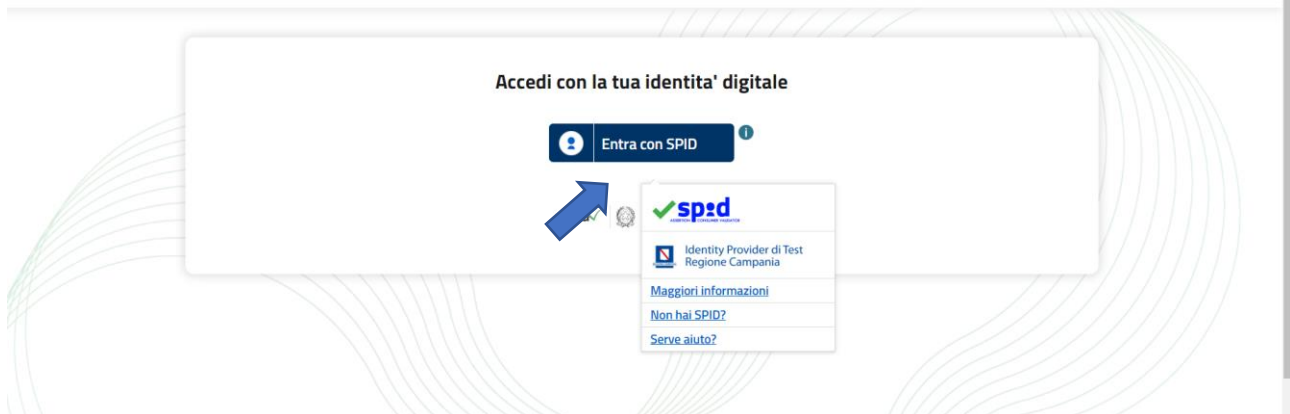 Accedi con la tua identita' digitale
Entra con SPID
i
spid
Identity Provider di Test
Regione Campania
Maggiori informazioni
Non hai SPID?
Serve aiuto?